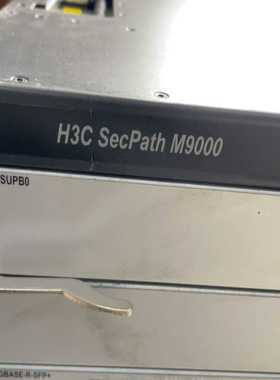 H3C SecPath M9000
SUPB0
GBASE-R-SFP+